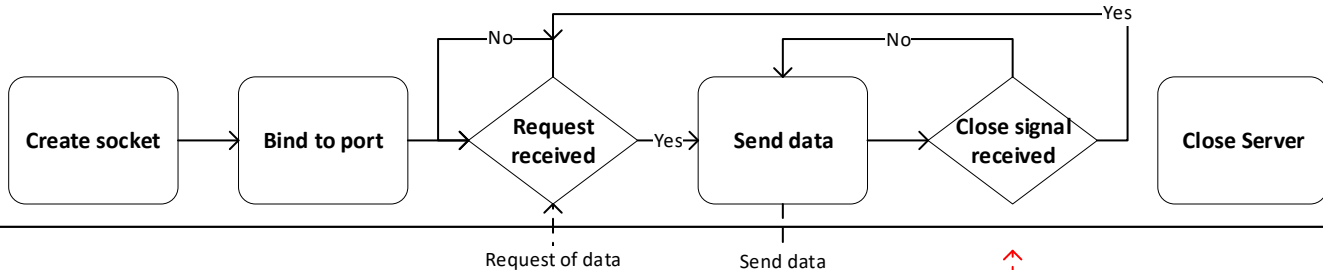 Yes
No
No
Create socket
Bind to port
Request
received
Yes
Send data
Close signal
received
Close Server
Request of data
Send data